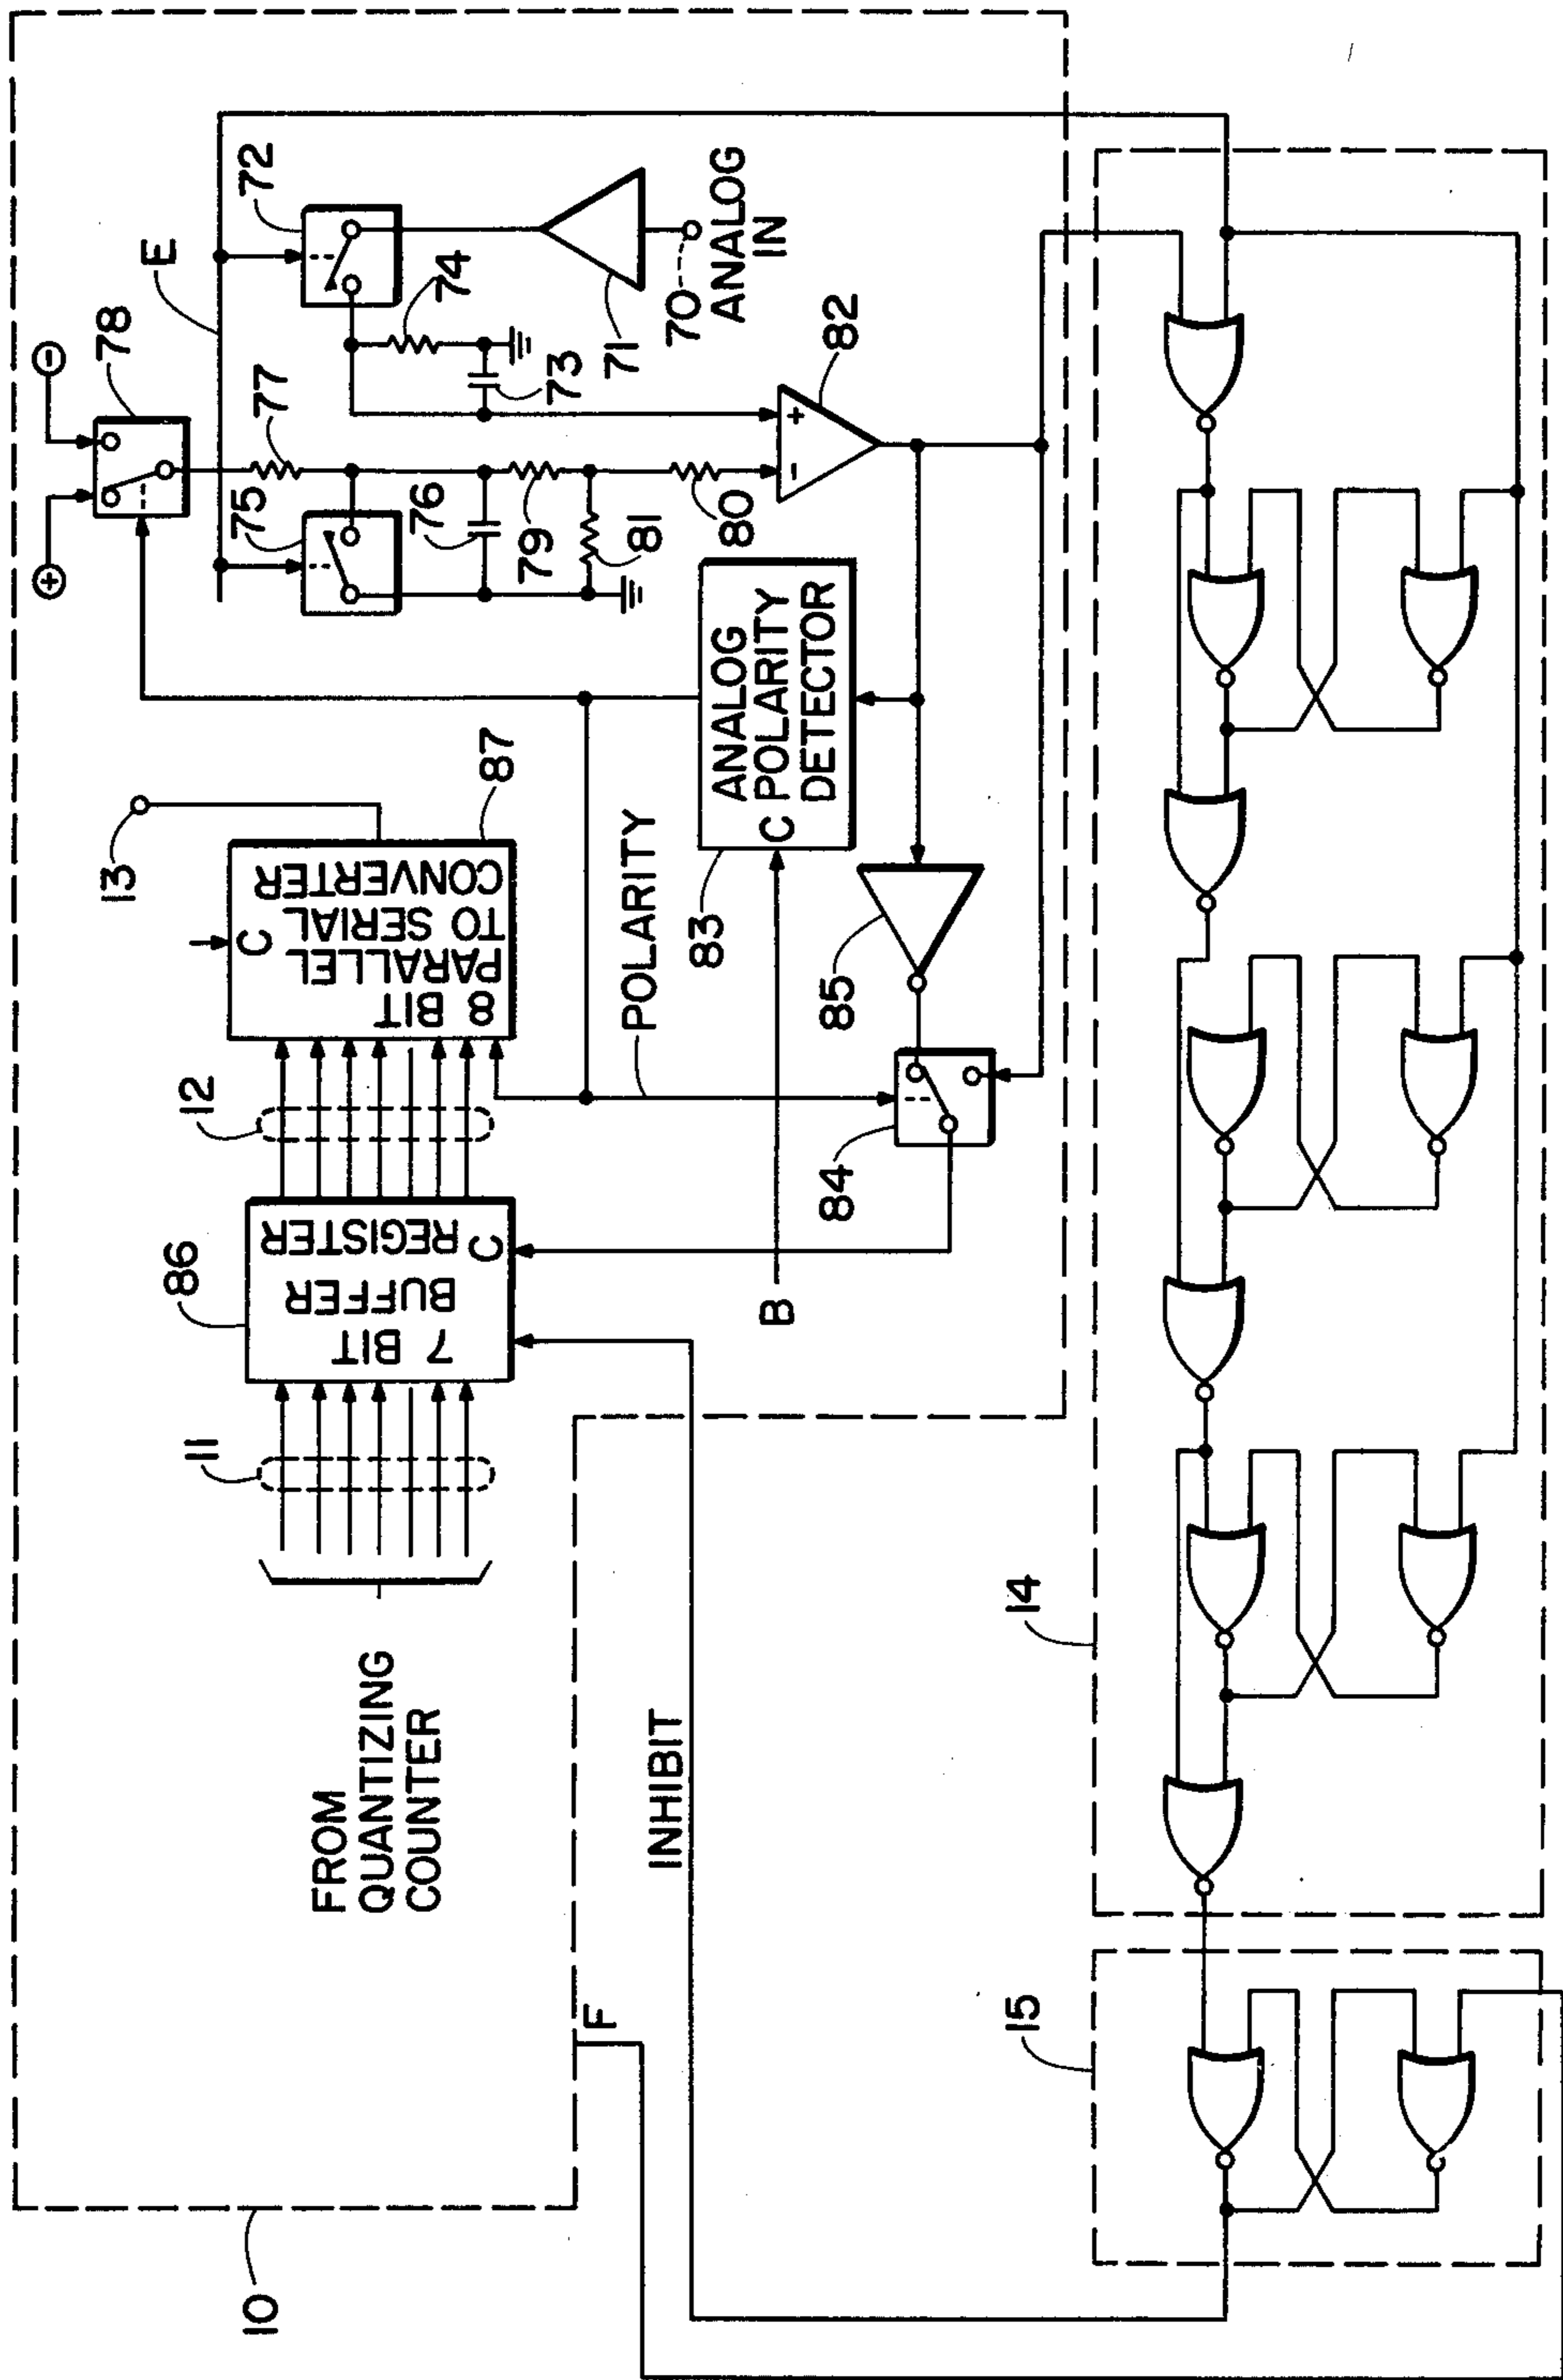 10
FROM
QUANTIZING
COUNTER
11
7 BIT
BUFFER
REGISTER
C
86
12
8 BIT
PARALLEL
TO SERIAL
CONVERTER
C
87
13
POLARITY
B
84
85
83
C
ANALOG
POLARITY
DETECTOR
+
-
78
E
75
77
76
79
81
80
72
74
73
71
70
ANALOG
IN
+
-
82
F
INHIBIT
14
15